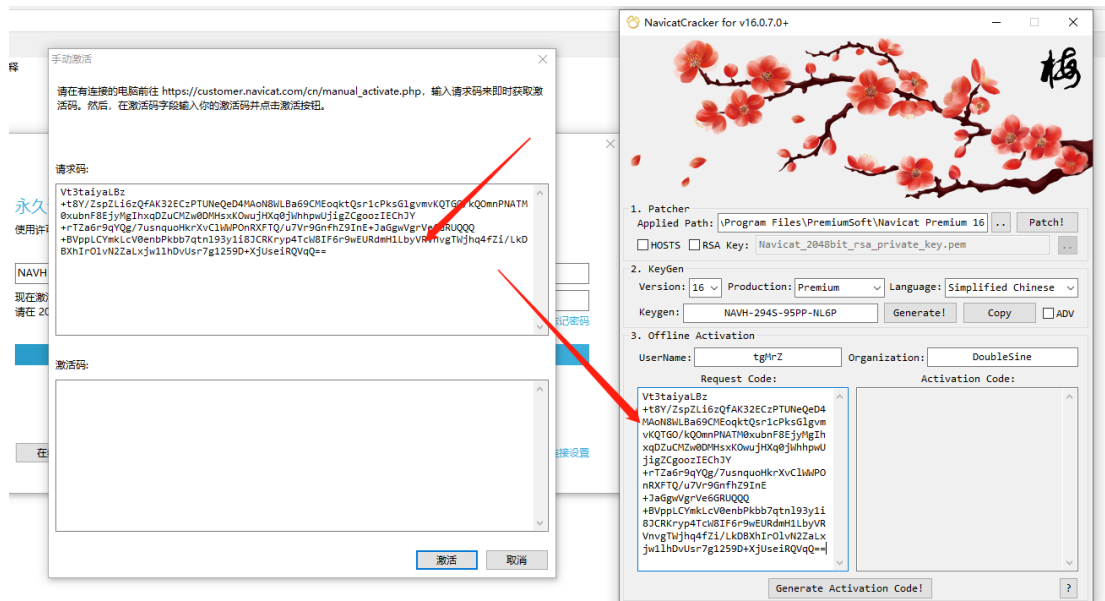 NavicatCracker for v16.0.7.0+
释
手动激活
请在有连接的电脑前往 https://customer.navicat.com/cn/manual_activate.php，输入请求码来即时获取激
活码。然后，在激活码字段输入你的激活码并点击激活按钮。
请求码:
Vt3taiyaLBz
+t8Y/ZspZLi6zQfAK32ECzPTUNeQeD4MAoN8WLBa69CMEoqktQsr1cPksGlgvmvKQTGO/kQOmnPNATM
0xubnF8EjyMgIhxqDZuCMZw0DMHsxKOwujHXq0jWhhpwUjigZCgoozIEChJY
+rTZa6r9qYQg/7usnquoHkrXvClWWPOnRXFTQ/u7Vr9GnfhZ9InE+JaGgwVgrVe6GRUQQQ
+BVppLCYmkLcV0enbPkbb7qtnl93y1i8JCRKryp4TcW8IF6r9wEURdmH1LbyVRVnvgTWjhq4fZi/LkD
BXhIrOlvN2ZaLxjw1lhDvUsr7g1259D+XjUseiRQVqQ==
激活码:
激活
取消
永久
使用许
NAVH
现在激
请在 20
记密码
在
接设置
梅
1. Patcher
Applied Path: \Program Files\PremiumSoft\Navicat Premium 16 .. Patch!
HOSTS RSA Key: Navicat_2048bit_rsa_private_key.pem ..
2. KeyGen
Version: 16 Production: Premium Language: Simplified Chinese
Keygen: NAVH-294S-95PP-NL6P Generate! Copy ADV
3. Offline Activation
UserName: tgMrZ Organization: DoubleSine
Request Code: Activation Code:
Vt3taiyaLBz
+t8Y/ZspZLi6zQfAK32ECzPTUNeQeD4
MAoN8WLBa69CMEoqktQsr1cPksGlgvm
vKQTGO/kQOmnPNATM0xubnF8EjyMgIh
xqDZuCMZw0DMHsxKOwujHXq0jWhhpwU
jigZCgoozIEChJY
+rTZa6r9qYQg/7usnquoHkrXvClWWPO
nRXFTQ/u7Vr9GnfhZ9InE
+JaGgwVgrVe6GRUQQQ
+BVppLCYmkLcV0enbPkbb7qtnl93y1i
8JCRKryp4TcW8IF6r9wEURdmH1LbyVR
VnvgTWjhq4fZi/LkDBXhIrOlvN2ZaLx
jw1lhDvUsr7g1259D+XjUseiRQVqQ==
Generate Activation Code! ?